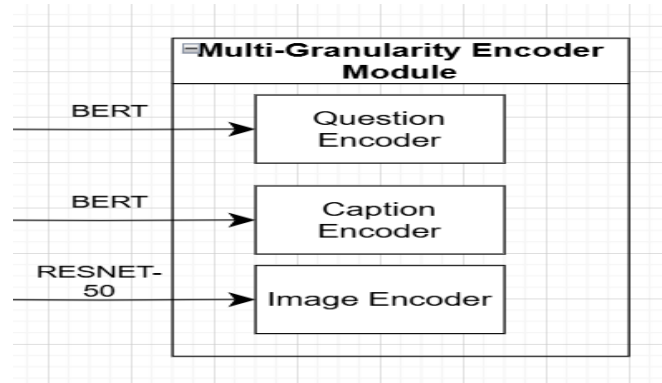 Multi-Granularity Encoder
Module
BERT
Question
Encoder
BERT
Caption
Encoder
RESNET-
50
Image Encoder